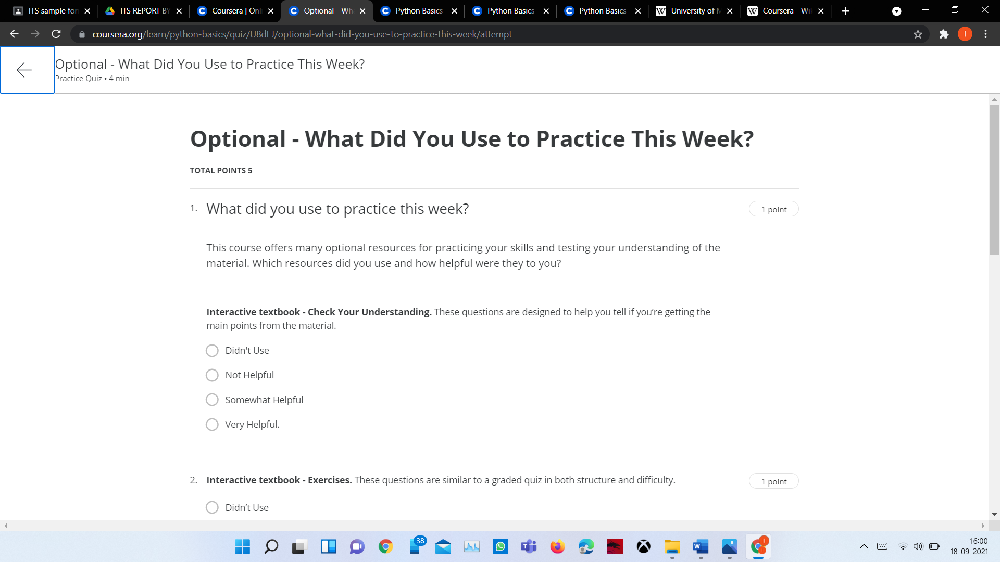 ITS sample for
ITS REPORT BY
Coursera | Onl
Optional - Wh
Python Basics
Python Basics
Python Basics
University of M
Coursera - Wi
coursera.org/learn/python-basics/quiz/U8dEJ/optional-what-did-you-use-to-practice-this-week/attempt
I
Optional - What Did You Use to Practice This Week?
Practice Quiz • 4 min
Optional - What Did You Use to Practice This Week?
TOTAL POINTS 5
1. What did you use to practice this week?
1 point
This course offers many optional resources for practicing your skills and testing your understanding of the
material. Which resources did you use and how helpful were they to you?
Interactive textbook - Check Your Understanding. These questions are designed to help you tell if you’re getting the
main points from the material.
Didn't Use
Not Helpful
Somewhat Helpful
Very Helpful.
2. Interactive textbook - Exercises. These questions are similar to a graded quiz in both structure and difficulty.
1 point
Didn’t Use
38
16:00
18-09-2021